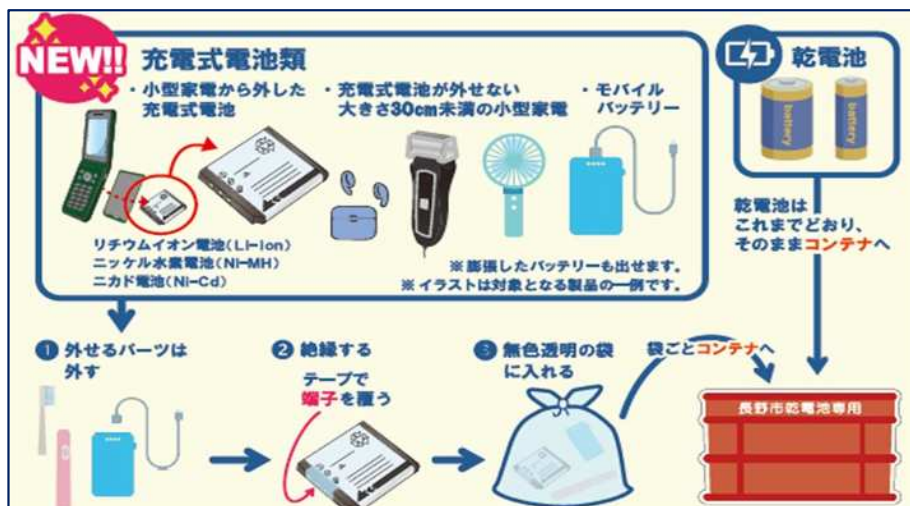 NEW!!
充電式電池類
・小型家電から外した
充電式電池
・充電式電池が外せない
大きさ30cm未満の小型家電
・モバイル
バッテリー
リチウムイオン電池(Li-ion)
ニッケル水素電池(Ni-MH)
ニカド電池(Ni-Cd)
※膨張したバッテリーも出せます。
※イラストは対象となる製品の一例です。
乾電池
battery
battery
乾電池は
これまでどおり、
そのままコンテナへ
1 外せるパーツは
外す
2 絶縁する
テープで
端子を覆う
3 無色透明の袋
に入れる
袋ごとコンテナへ
長野市乾電池専用